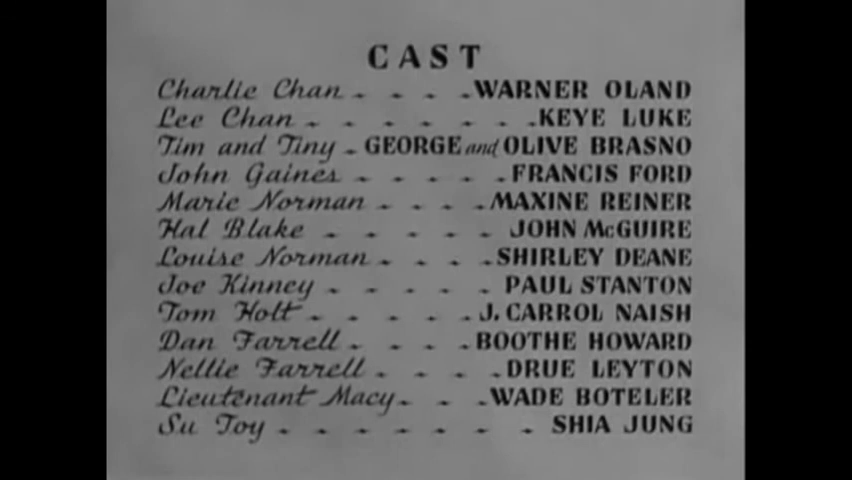 CAST
Charlie Chan - - - - WARNER OLAND
Lee Chan - - - - - - - KEYE LUKE
Tim and Tiny - GEORGE and OLIVE BRASNO
John Gaines - - - - - - FRANCIS FORD
Marie Norman - - - - MAXINE REINER
Hal Blake - - - - - - JOHN McGUIRE
Louise Norman - - - - SHIRLEY DEANE
Joe Kinney - - - - - - PAUL STANTON
Tom Holt - - - - - - J. CARROL NAISH
Dan Farrell - - - - BOOTHE HOWARD
Nellie Farrell - - - - DRUE LEYTON
Lieutenant Macy - - - WADE BOTELER
Su Toy - - - - - - - SHIA JUNG